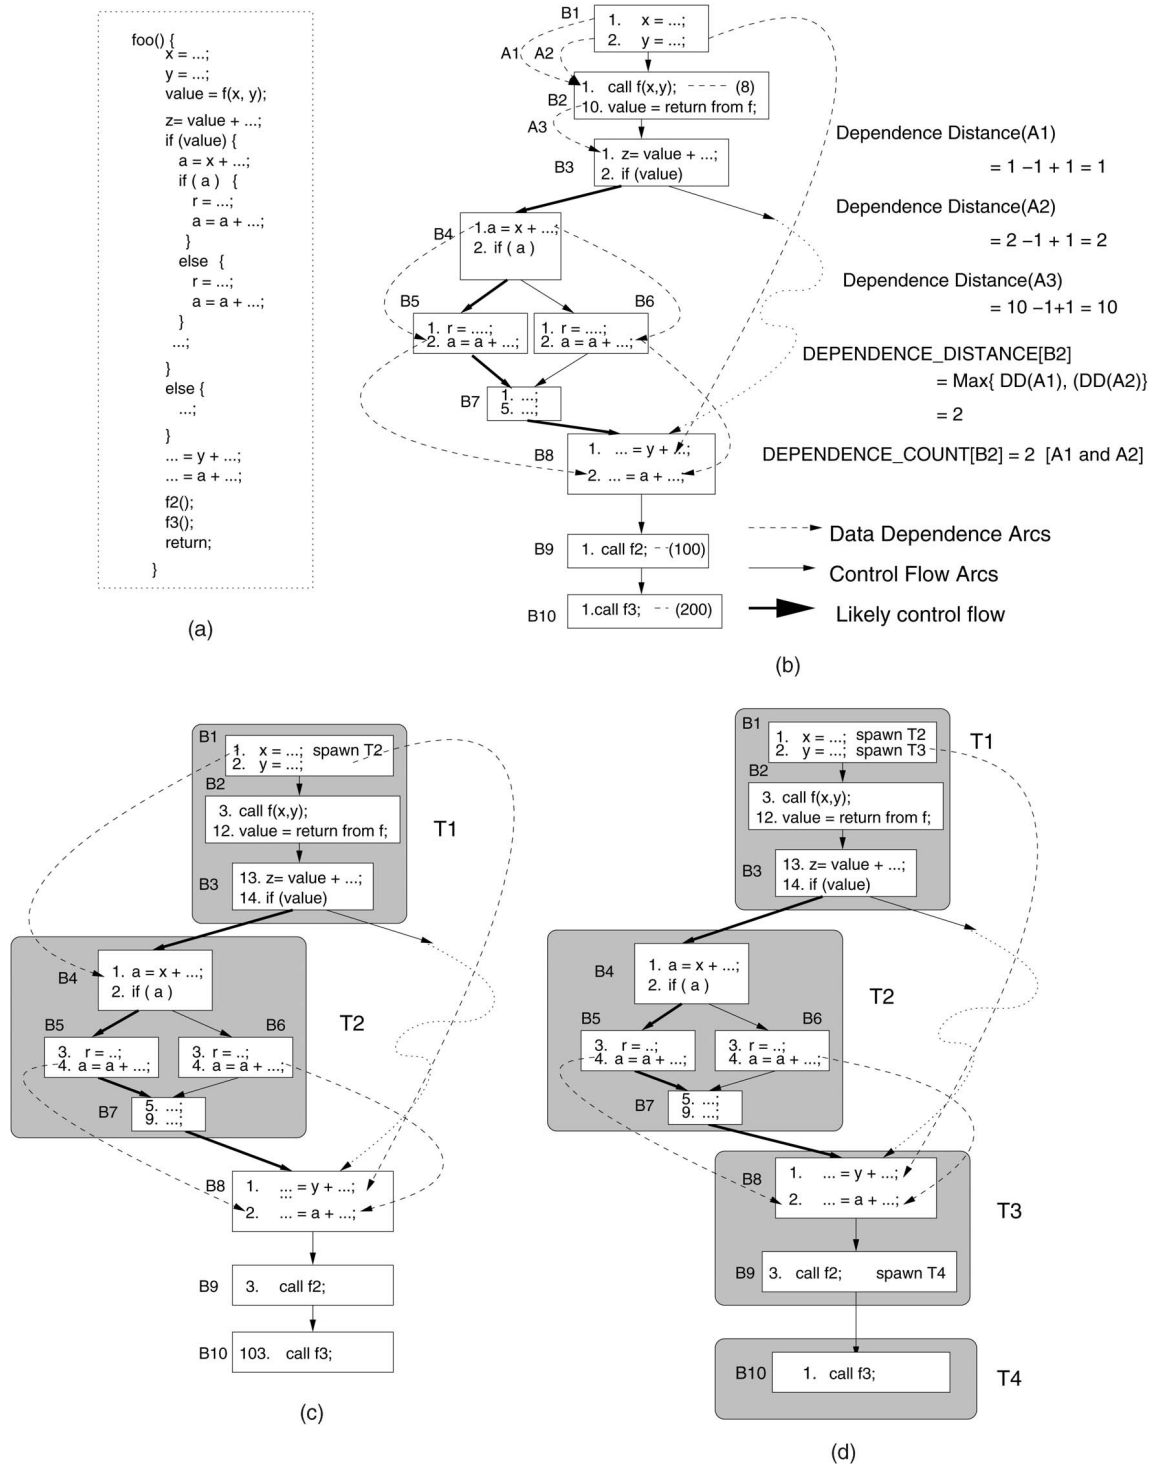 foo() {
x = ...;
y = ...;
value = f(x, y);
z= value + ...;
if (value) {
a = x + ...;
if ( a ) {
r = ...;
a = a + ...;
}
else {
r = ...;
a = a + ...;
}
...;
}
else {
...;
}
... = y + ...;
... = a + ...;
f2();
f3();
return;
}
(a)
B1
1. x = ...;
2. y = ...;
A1
A2
B2
1. call f(x,y); (8)
10. value = return from f;
A3
B3
1. z= value + ...;
2. if (value)
B4
1.a = x + ...;
2. if ( a )
B5
1. r = ....;
2. a = a + ...;
B6
1. r = ....;
2. a = a + ...;
B7
1. ...;
5. ...;
B8
1. ... = y + ...;
2. ... = a + ...;
B9
1. call f2; (100)
B10
1.call f3; (200)
Dependence Distance(A1)
= 1 −1 + 1 = 1
Dependence Distance(A2)
= 2 −1 + 1 = 2
Dependence Distance(A3)
= 10 −1+1 = 10
DEPENDENCE_DISTANCE[B2]
= Max{ DD(A1), (DD(A2)}
= 2
DEPENDENCE_COUNT[B2] = 2 [A1 and A2]
Data Dependence Arcs
Control Flow Arcs
Likely control flow
(b)
B1
1. x = ...; spawn T2
2. y = ...;
B2
3. call f(x,y);
12. value = return from f;
T1
B3
13. z= value + ...;
14. if (value)
B4
1. a = x + ...;
2. if ( a )
T2
B5
3. r = ..;
4. a = a + ...;
B6
3. r = ..;
4. a = a + ...;
B7
5. ...;
9. ...;
B8
1. ... = y + ...;
...
2. ... = a + ...;
B9
3. call f2;
B10
103. call f3;
(c)
B1
1. x = ...; spawn T2
2. y = ...; spawn T3
T1
B2
3. call f(x,y);
12. value = return from f;
B3
13. z= value + ...;
14. if (value)
B4
1. a = x + ...;
2. if ( a )
T2
B5
3. r = ..;
4. a = a + ...;
B6
3. r = ..;
4. a = a + ...;
B7
5. ...;
9. ...;
B8
1. ... = y + ...;
2. ... = a + ...;
T3
B9
3. call f2; spawn T4
B10
1. call f3;
T4
(d)